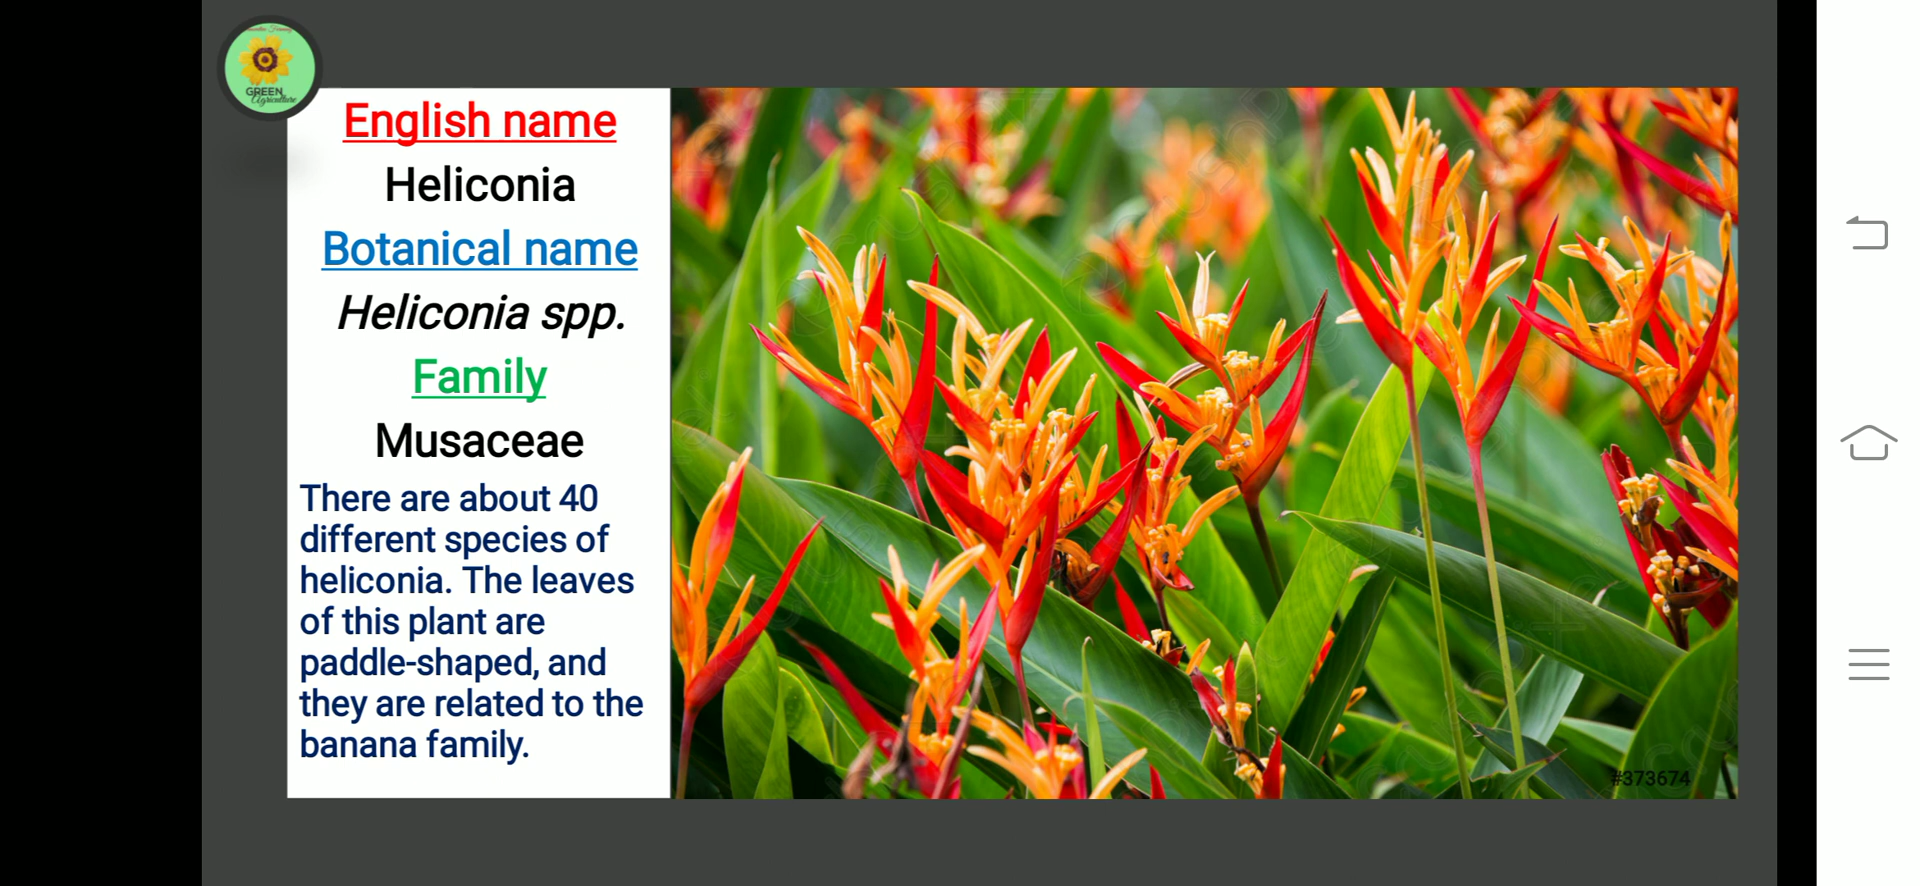 GREEN
Agriculture
English name
Heliconia
Botanical name
Heliconia spp.
Family
Musaceae
There are about 40
different species of
heliconia. The leaves
of this plant are
paddle-shaped, and
they are related to the
banana family.
#373674